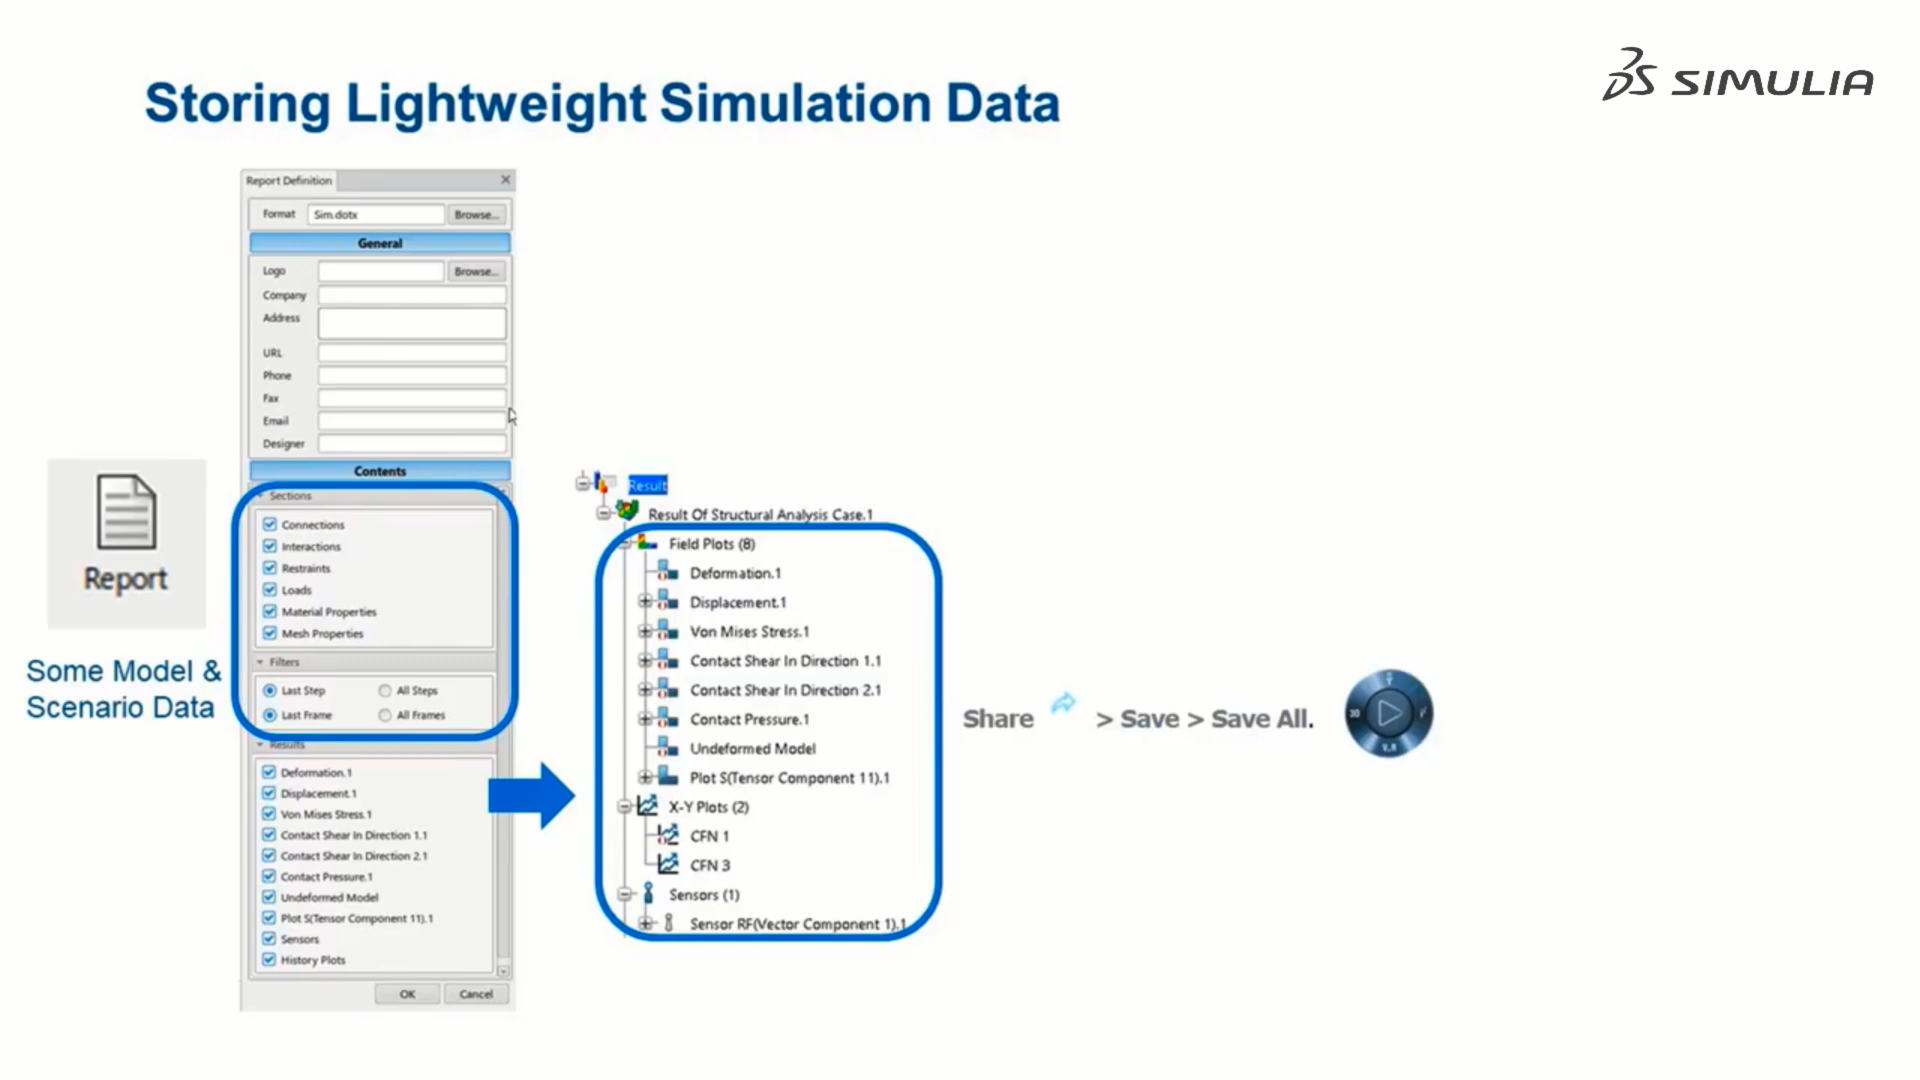 SIMULIA
Storing Lightweight Simulation Data
Report Definition
Format Sim.dotx Browse...
General
Logo Browse...
Company
Address
URL
Phone
Fax
Email
Designer
Contents
Sections
Connections
Interactions
Restraints
Loads
Material Properties
Mesh Properties
Filters
Last Step All Steps
Last Frame All Frames
Results
Deformation.1
Displacement.1
Von Mises Stress.1
Contact Shear In Direction 1.1
Contact Shear In Direction 2.1
Contact Pressure.1
Undeformed Model
Plot S(Tensor Component 11).1
Sensors
History Plots
OK Cancel
Report
Some Model &
Scenario Data
Result
Result Of Structural Analysis Case.1
Field Plots (8)
Deformation.1
Displacement.1
Von Mises Stress.1
Contact Shear In Direction 1.1
Contact Shear In Direction 2.1
Contact Pressure.1
Undeformed Model
Plot S(Tensor Component 11).1
X-Y Plots (2)
CFN 1
CFN 3
Sensors (1)
Sensor RF(Vector Component 1).1
Share > Save > Save All.
3D
V.R